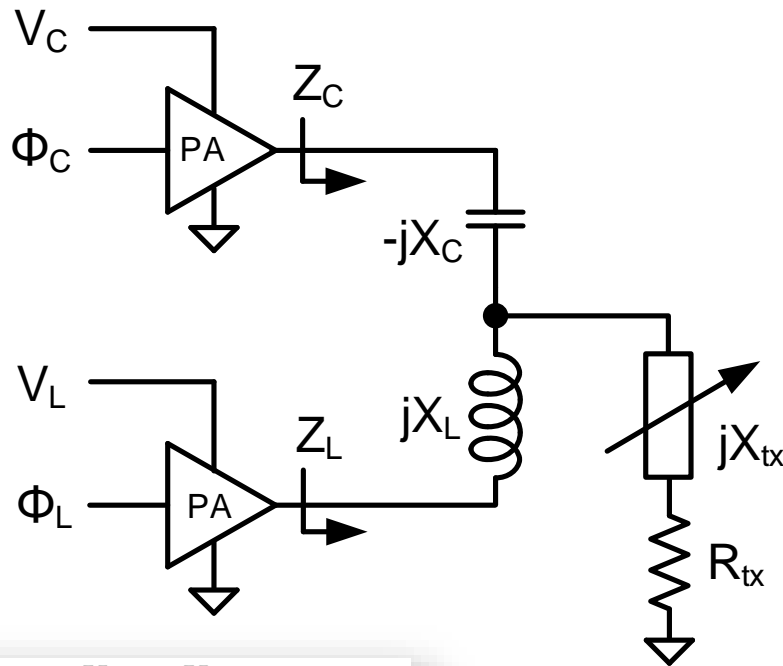 V_C
Φ_C
PA
Z_C
-jX_C
V_L
Φ_L
PA
Z_L
jX_L
jX_tx
R_tx